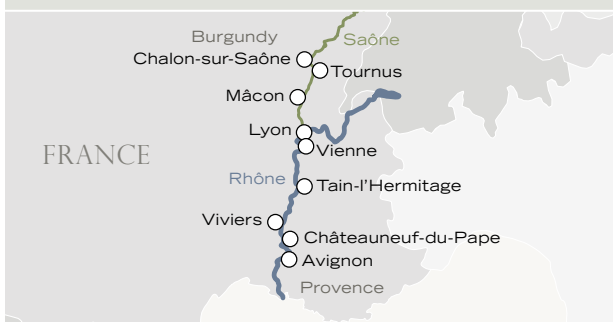 Burgundy
Saône
Chalon-sur-Saône
Tournus
Mâcon
Lyon
Vienne
FRANCE
Rhône
Tain-l'Hermitage
Viviers
Châteauneuf-du-Pape
Avignon
Provence